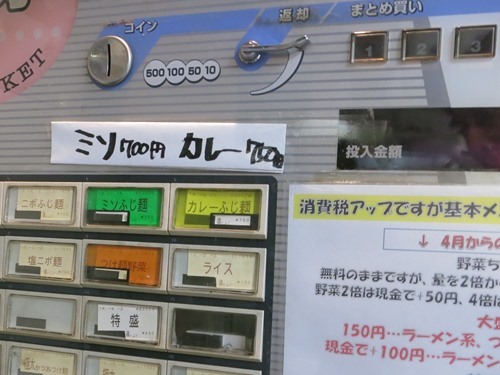 KET
コイン
500 100 50 10
返却
まとめ買い
1 2 3
ミソ700円 カレー700円
投入金額
ニボふじ麺
ミソふじ麺
カレーふじ麺
塩ニボ麺
つけ麺野菜
ライス
特盛
消費税アップですが基本メ
↓ 4月からの
野菜ち
無料のままですが、量を2倍か
野菜2倍は現金で+50円、4倍は
大
150円…ラーメン系、つ
現金で+100円…ラーメン